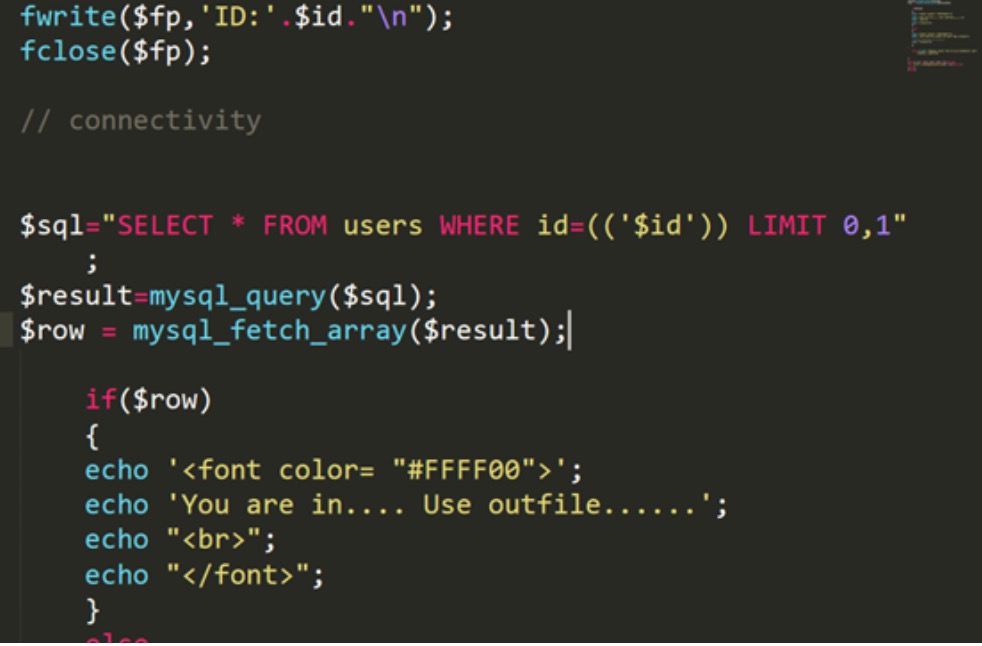 fwrite($fp,'ID:'.$id."\n");
fclose($fp);
// connectivity
$sql="SELECT * FROM users WHERE id=(('$id')) LIMIT 0,1"
;
$result=mysql_query($sql);
$row = mysql_fetch_array($result);
if($row)
{
echo '<font color= "#FFFF00">';
echo 'You are in.... Use outfile......';
echo "<br>";
echo "</font>";
}
else